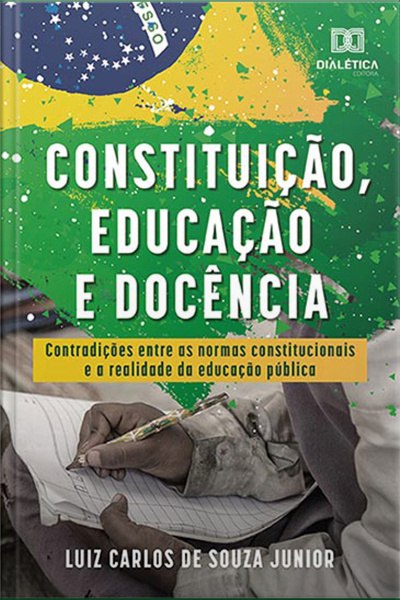 ESSO
DIALÉTICA
EDITORA
CONSTITUIÇÃO,
EDUCAÇÃO
E DOCÊNCIA
Contradições entre as normas constitucionais
e a realidade da educação pública
LUIZ CARLOS DE SOUZA JUNIOR